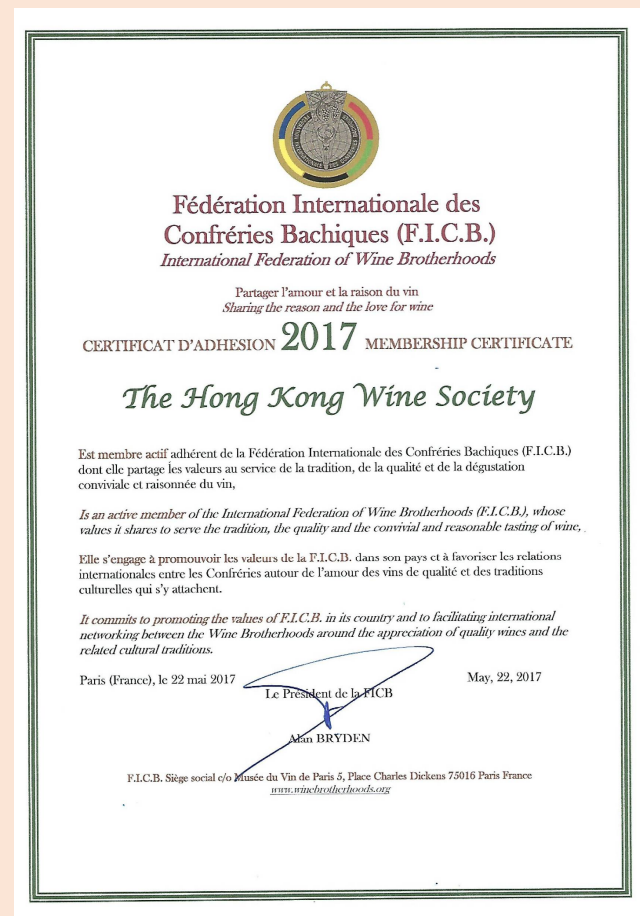 Fédération Internationale des
Confréries Bachiques (F.I.C.B.)
International Federation of Wine Brotherhoods
Partager l'amour et la raison du vin
Sharing the reason and the love for wine
CERTIFICAT D'ADHESION 2017 MEMBERSHIP CERTIFICATE
The Hong Kong Wine Society
Est membre actif adhérent de la Fédération Internationale des Confréries Bachiques (F.I.C.B.)
dont elle partage les valeurs au service de la tradition, de la qualité et de la dégustation
conviviale et raisonnée du vin,
Is an active member of the International Federation of Wine Brotherhoods (F.I.C.B.), whose
values it shares to serve the tradition, the quality and the convivial and reasonable tasting of wine,
Elle s'engage à promouvoir les valeurs de la F.I.C.B. dans son pays et à favoriser les relations
internationales entre les Confréries autour de l'amour des vins de qualité et des traditions
culturelles qui s'y attachent.
It commits to promoting the values of F.I.C.B. in its country and to facilitating international
networking between the Wine Brotherhoods around the appreciation of quality wines and the
related cultural traditions.
Paris (France), le 22 mai 2017 May, 22, 2017
Le Président de la FICB
Alan BRYDEN
F.I.C.B. Siège social c/o Musée du Vin de Paris 5, Place Charles Dickens 75016 Paris France
www.winebrotherhoods.org